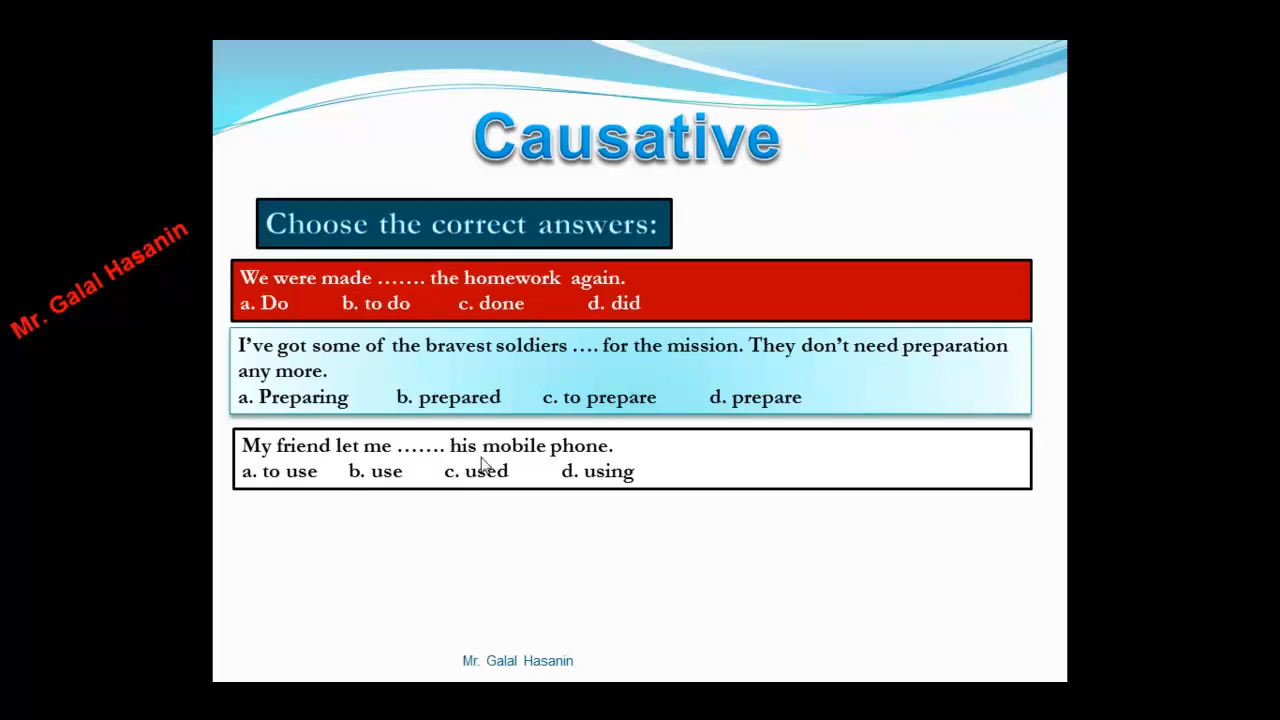 Causative
Choose the correct answers:
Mr. Galal Hasanin
We were made ……. the homework again.
a. Do b. to do c. done d. did
I've got some of the bravest soldiers …. for the mission. They don't need preparation
any more.
a. Preparing b. prepared c. to prepare d. prepare
My friend let me ……. his mobile phone.
a. to use b. use c. used d. using
Mr. Galal Hasanin